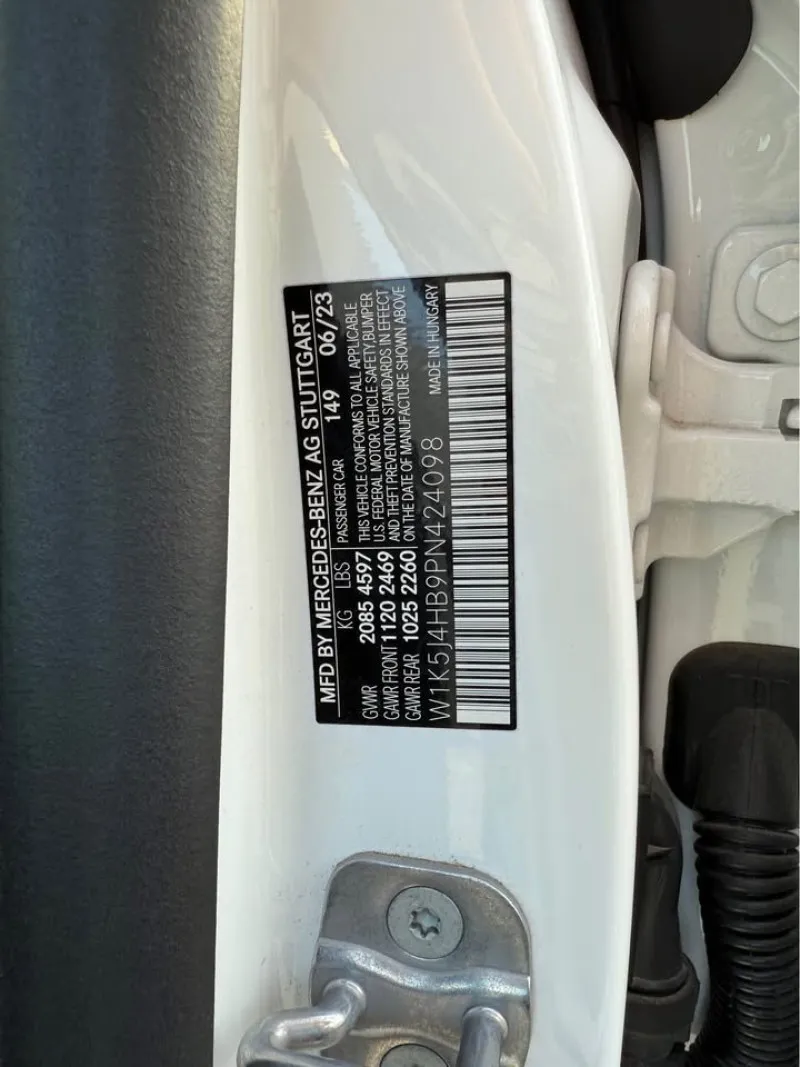 MFD BY MERCEDES-BENZ AG STUTTGART
KG LBS PASSENGER CAR 149 06/23
GVWR 2085 4597 THIS VEHICLE CONFORMS TO ALL APPLICABLE
GAWR FRONT 1120 2469 U.S. FEDERAL MOTOR VEHICLE SAFETY,BUMPER
GAWR REAR 1025 2260 AND THEFT PREVENTION STANDARDS IN EFFECT
ON THE DATE OF MANUFACTURE SHOWN ABOVE
W1K5J4HB9PN424098 MADE IN HUNGARY